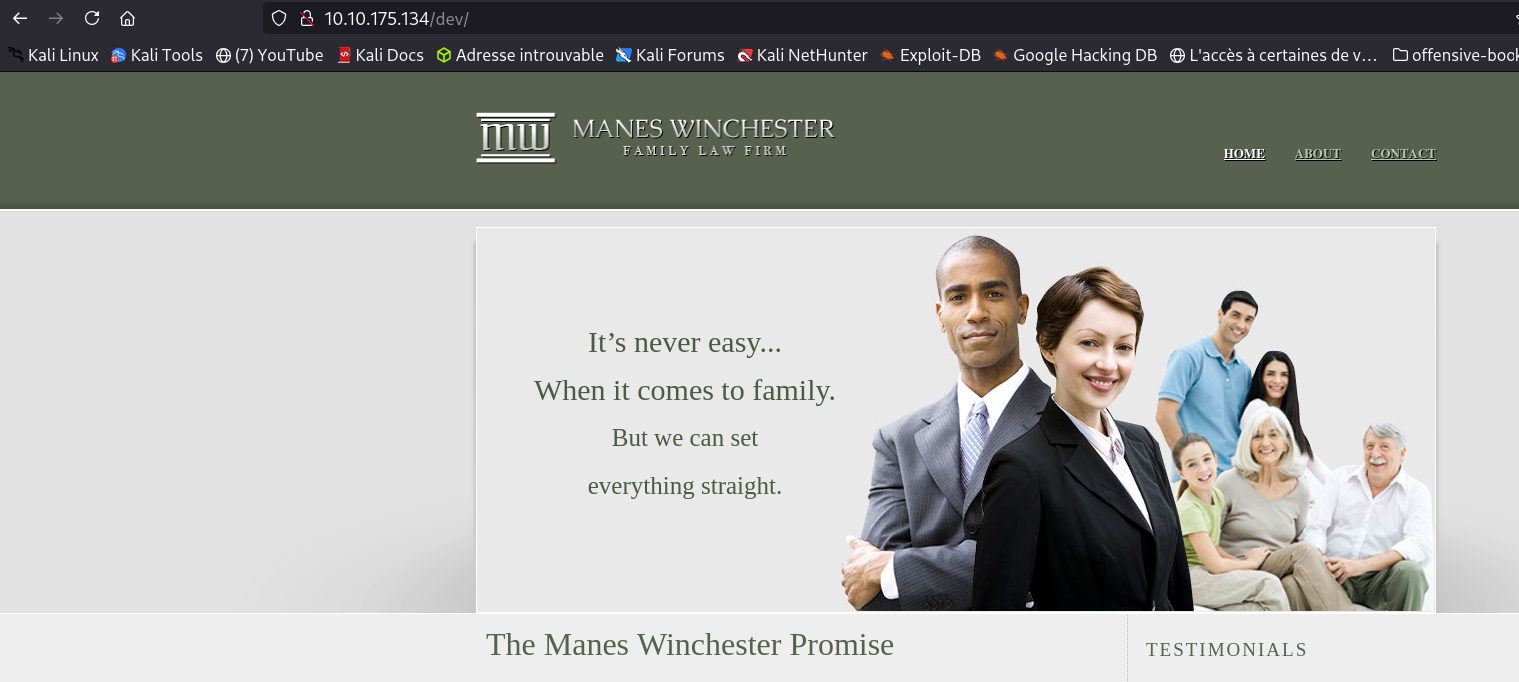 10.10.175.134/dev/
Kali Linux Kali Tools (7) YouTube Kali Docs Adresse introuvable Kali Forums Kali NetHunter Exploit-DB Google Hacking DB L'accès à certaines de v… offensive-book
mw MANES WINCHESTER
FAMILY LAW FIRM
HOME ABOUT CONTACT
It’s never easy...
When it comes to family.
But we can set
everything straight.
The Manes Winchester Promise
TESTIMONIALS